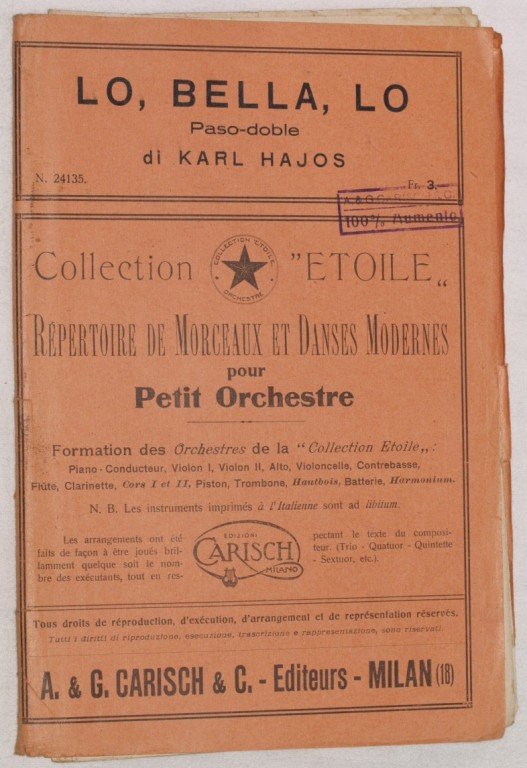 LO, BELLA, LO
Paso-doble
di KARL HAJOS
N. 24135.
Fr. 3.-
100% Aumento
COLLECTION "ETOILE
ORCHESTRE
Collection "ETOILE„
RÉPERTOIRE DE MORCEAUX ET DANSES MODERNES
pour
Petit Orchestre
Formation des Orchestres de la "Collection Etoile„:
Piano-Conducteur, Violon I, Violon II, Alto, Violoncelle, Contrebasse,
Flûte, Clarinette, Cors I et II, Piston, Trombone, Hautbois, Batterie, Harmonium.
N. B. Les instruments imprimés à l'Italienne sont ad libiium.
Les arrangements ont été
faits de façon à être joués bril-
lamment quelque soit le nom-
bre des exécutants, tout en res-
EDIZIONI
CARISCH
MILANO
pectant le texte du composi-
teur. (Trio - Quatuor - Quintette
- Sextuor, etc.).
Tous droits de réproduction, d'exécution, d'arrangement et de représentation réservés.
Tutti i diritti di riproduzione, esecuzione, trascrizione e rappresentazione, sono riservati.
A. & G. CARISCH & C. - Editeurs - MILAN (18)